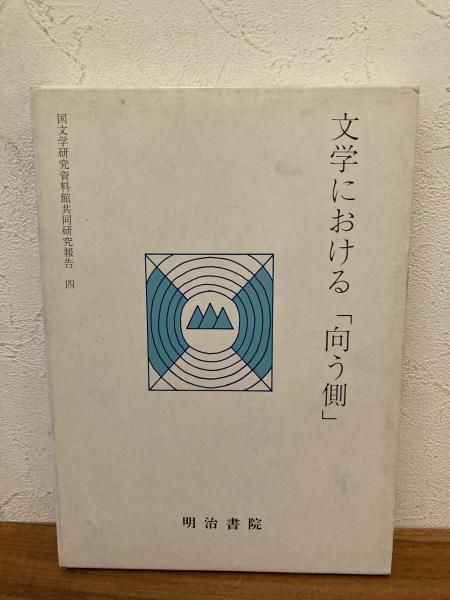 文学における「向う側」
国文学研究資料館共同研究報告 四
明治書院